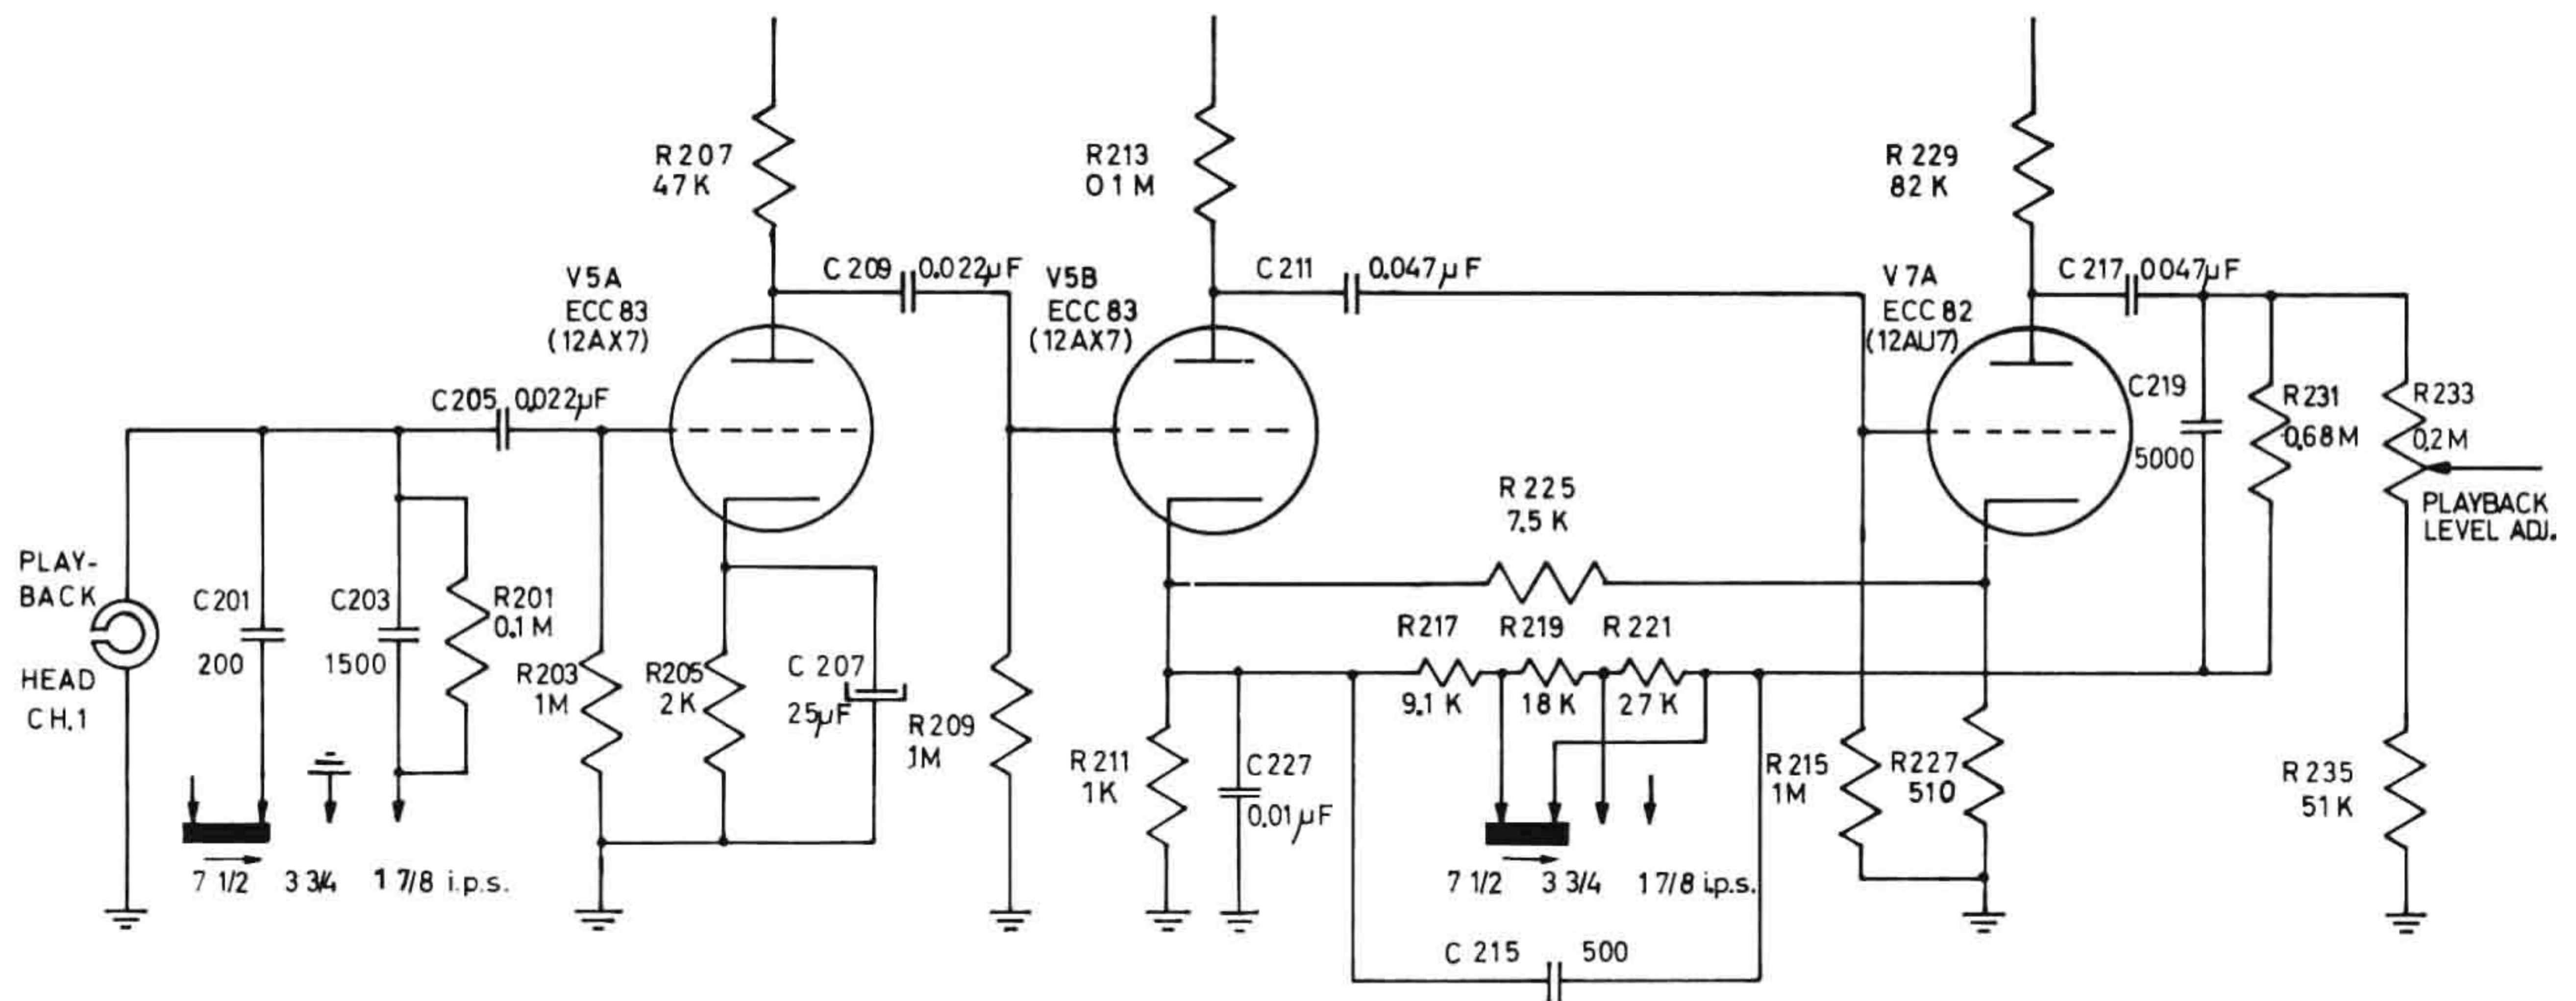 R207
47K
R213
01M
R229
82K
C209 0.022µF
C211 0.047µF
C217 0047µF
V5A
ECC83
(12AX7)
V5B
ECC83
(12AX7)
V7A
ECC82
(12AU7)
C205 0,022µF
C219
5000
R231
0,68M
R233
0,2M
PLAYBACK
LEVEL ADJ.
R225
7.5K
PLAY-
BACK
HEAD
CH.1
C201
200
C203
1500
R201
0.1M
R203
1M
R205
2K
C207
25µF
R209
1M
R217
9.1K
R219
18K
R221
27K
R211
1K
C227
0.01µF
R215
1M
R227
510
R235
51K
7 1/2 3 3/4 1 7/8 i.p.s.
7 1/2 3 3/4 1 7/8 i.p.s.
C215 500